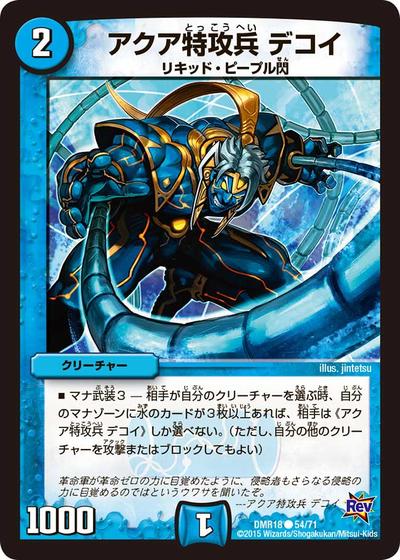 2
とっこうへい
アクア特攻兵 デコイ
リキッド・ピープル閃
せん
クリーチャー
illus. jintetsu
■ マナ武装３ ― 相手が自分のクリーチャーを選ぶ時、自分
のマナゾーンに水のカードが３枚以上あれば、相手は《アク
ア特攻兵 デコイ》しか選べない。（ただし、自分の他のクリー
チャーを攻撃またはブロックしてもよい）
革命軍が革命ゼロの力に目覚めたように、侵略者もさらなる侵略の
力に目覚めるのではというウワサを聞いたぞ。
---アクア特攻兵 デコイ
Rev
1000
1
DMR18 ● 54/71
©2015 Wizards/Shogakukan/Mitsui-Kids